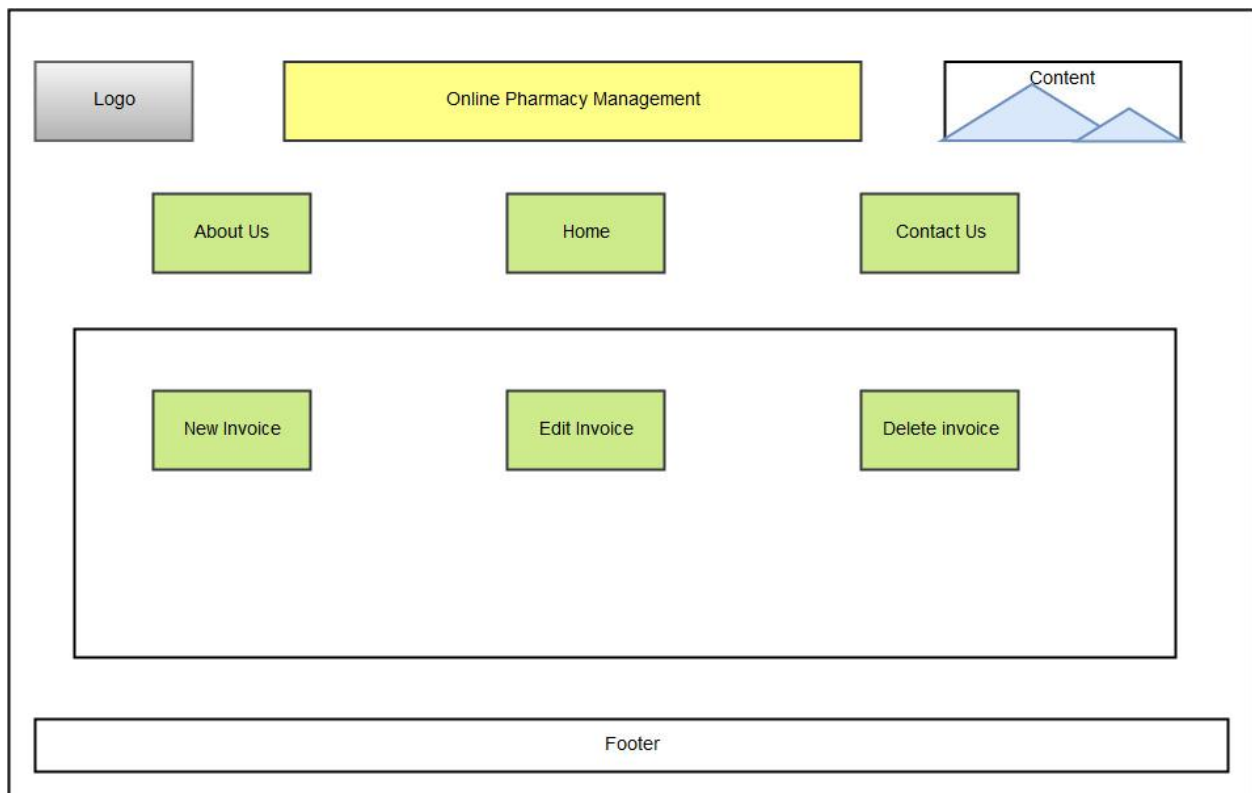 Logo
Online Pharmacy Management
Content
About Us
Home
Contact Us
New Invoice
Edit Invoice
Delete invoice
Footer